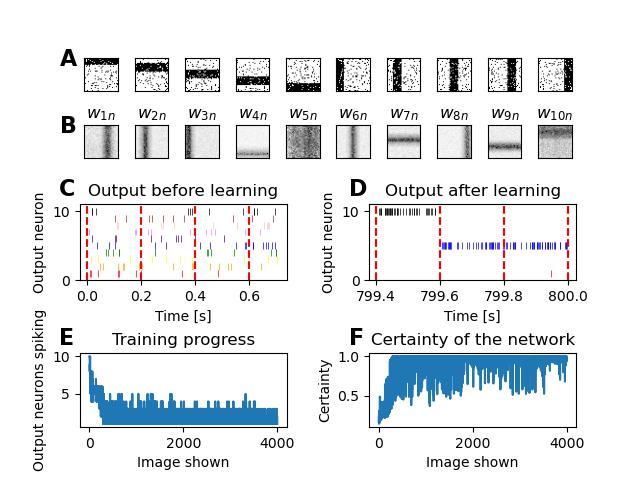 A
w1n w2n w3n w4n w5n w6n w7n w8n w9n w10n
B
C Output before learning
D Output after learning
Output neuron
10
0
0.0 0.2 0.4 0.6
Time [s]
Output neuron
10
0
799.4 799.6 799.8 800.0
Time [s]
E Training progress
F Certainty of the network
Output neurons spiking
10
5
0 2000 4000
Image shown
Certainty
1.0
0.5
0 2000 4000
Image shown